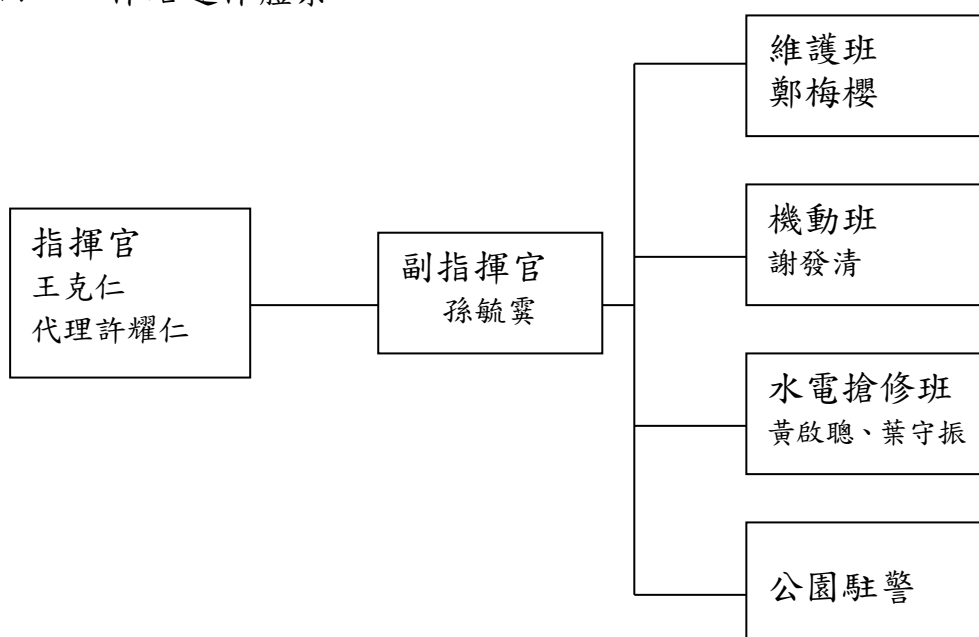 指揮官
王克仁
代理許耀仁
副指揮官
孫毓霙
維護班
鄭梅櫻
機動班
謝發清
水電搶修班
黃啟聰、葉守振
公園駐警